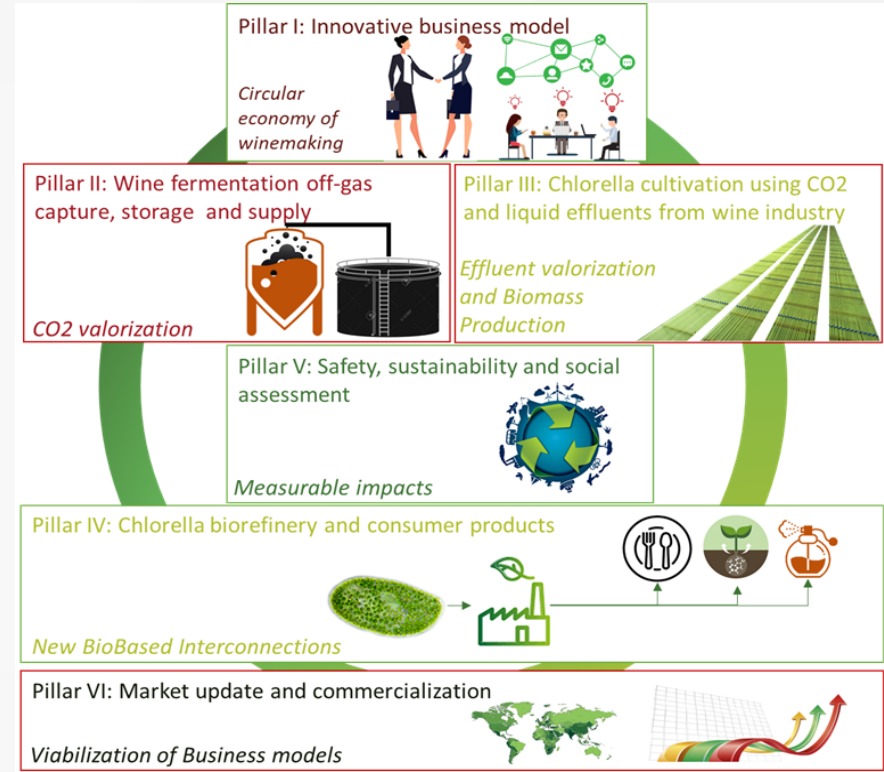 Pillar I: Innovative business model
Circular
economy of
winemaking
Pillar II: Wine fermentation off-gas
capture, storage and supply
CO2 valorization
Pillar III: Chlorella cultivation using CO2
and liquid effluents from wine industry
Effluent valorization
and Biomass
Production
Pillar V: Safety, sustainability and social
assessment
Measurable impacts
Pillar IV: Chlorella biorefinery and consumer products
New BioBased Interconnections
Pillar VI: Market update and commercialization
Viabilization of Business models